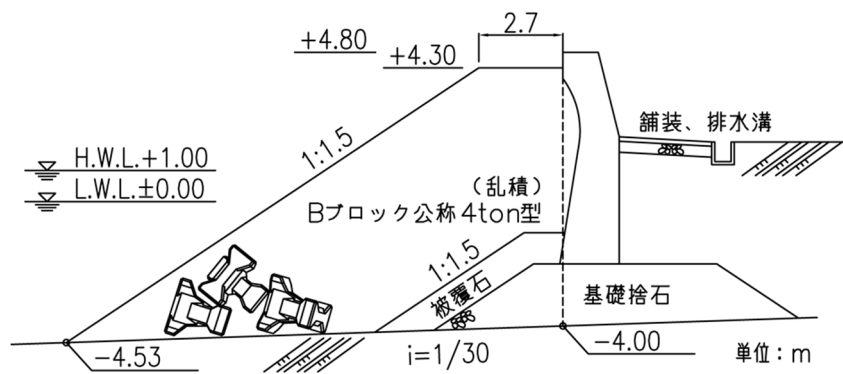 2.7
+4.80
+4.30
1:1.5
舗装、排水溝
H.W.L.+1.00
L.W.L.±0.00
(乱積)
Bブロック公称4ton型
1:1.5
被覆石
基礎捨石
-4.53
i=1/30
-4.00
単位:m